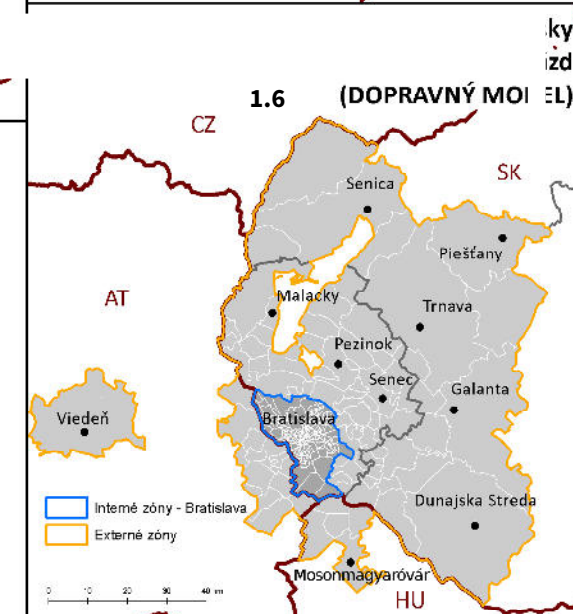 ky
izd
1.6 (DOPRAVNÝ MO EL)
CZ
SK
Senica
Piešťany
AT
Malacky
Trnava
Pezinok
Senec
Galanta
Viedeň
Bratislava
Dunajska Streda
Interné zóny - Bratislava
Externé zóny
Mosonmagyaróvár
0 10 20 30 40
HU